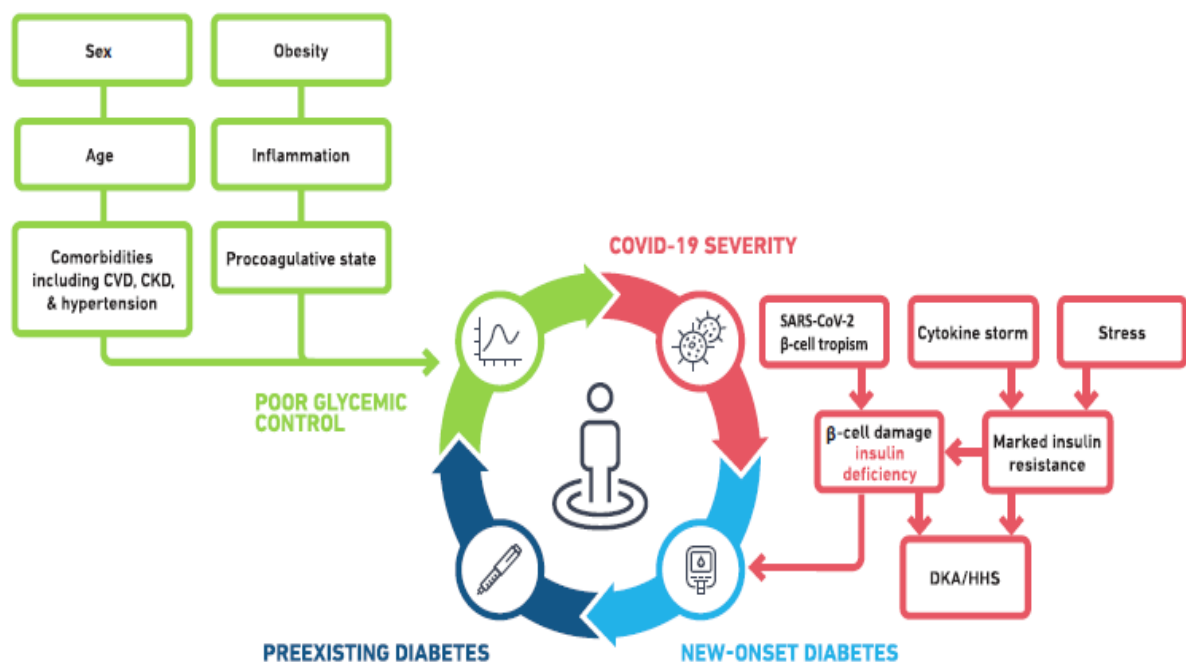 Sex
Obesity
Age
Inflammation
Comorbidities
including CVD, CKD,
& hypertension
Procoagulative state
COVID-19 SEVERITY
SARS-CoV-2
β-cell tropism
Cytokine storm
Stress
POOR GLYCEMIC
CONTROL
β-cell damage
insulin
deficiency
Marked insulin
resistance
DKA/HHS
PREEXISTING DIABETES
NEW-ONSET DIABETES